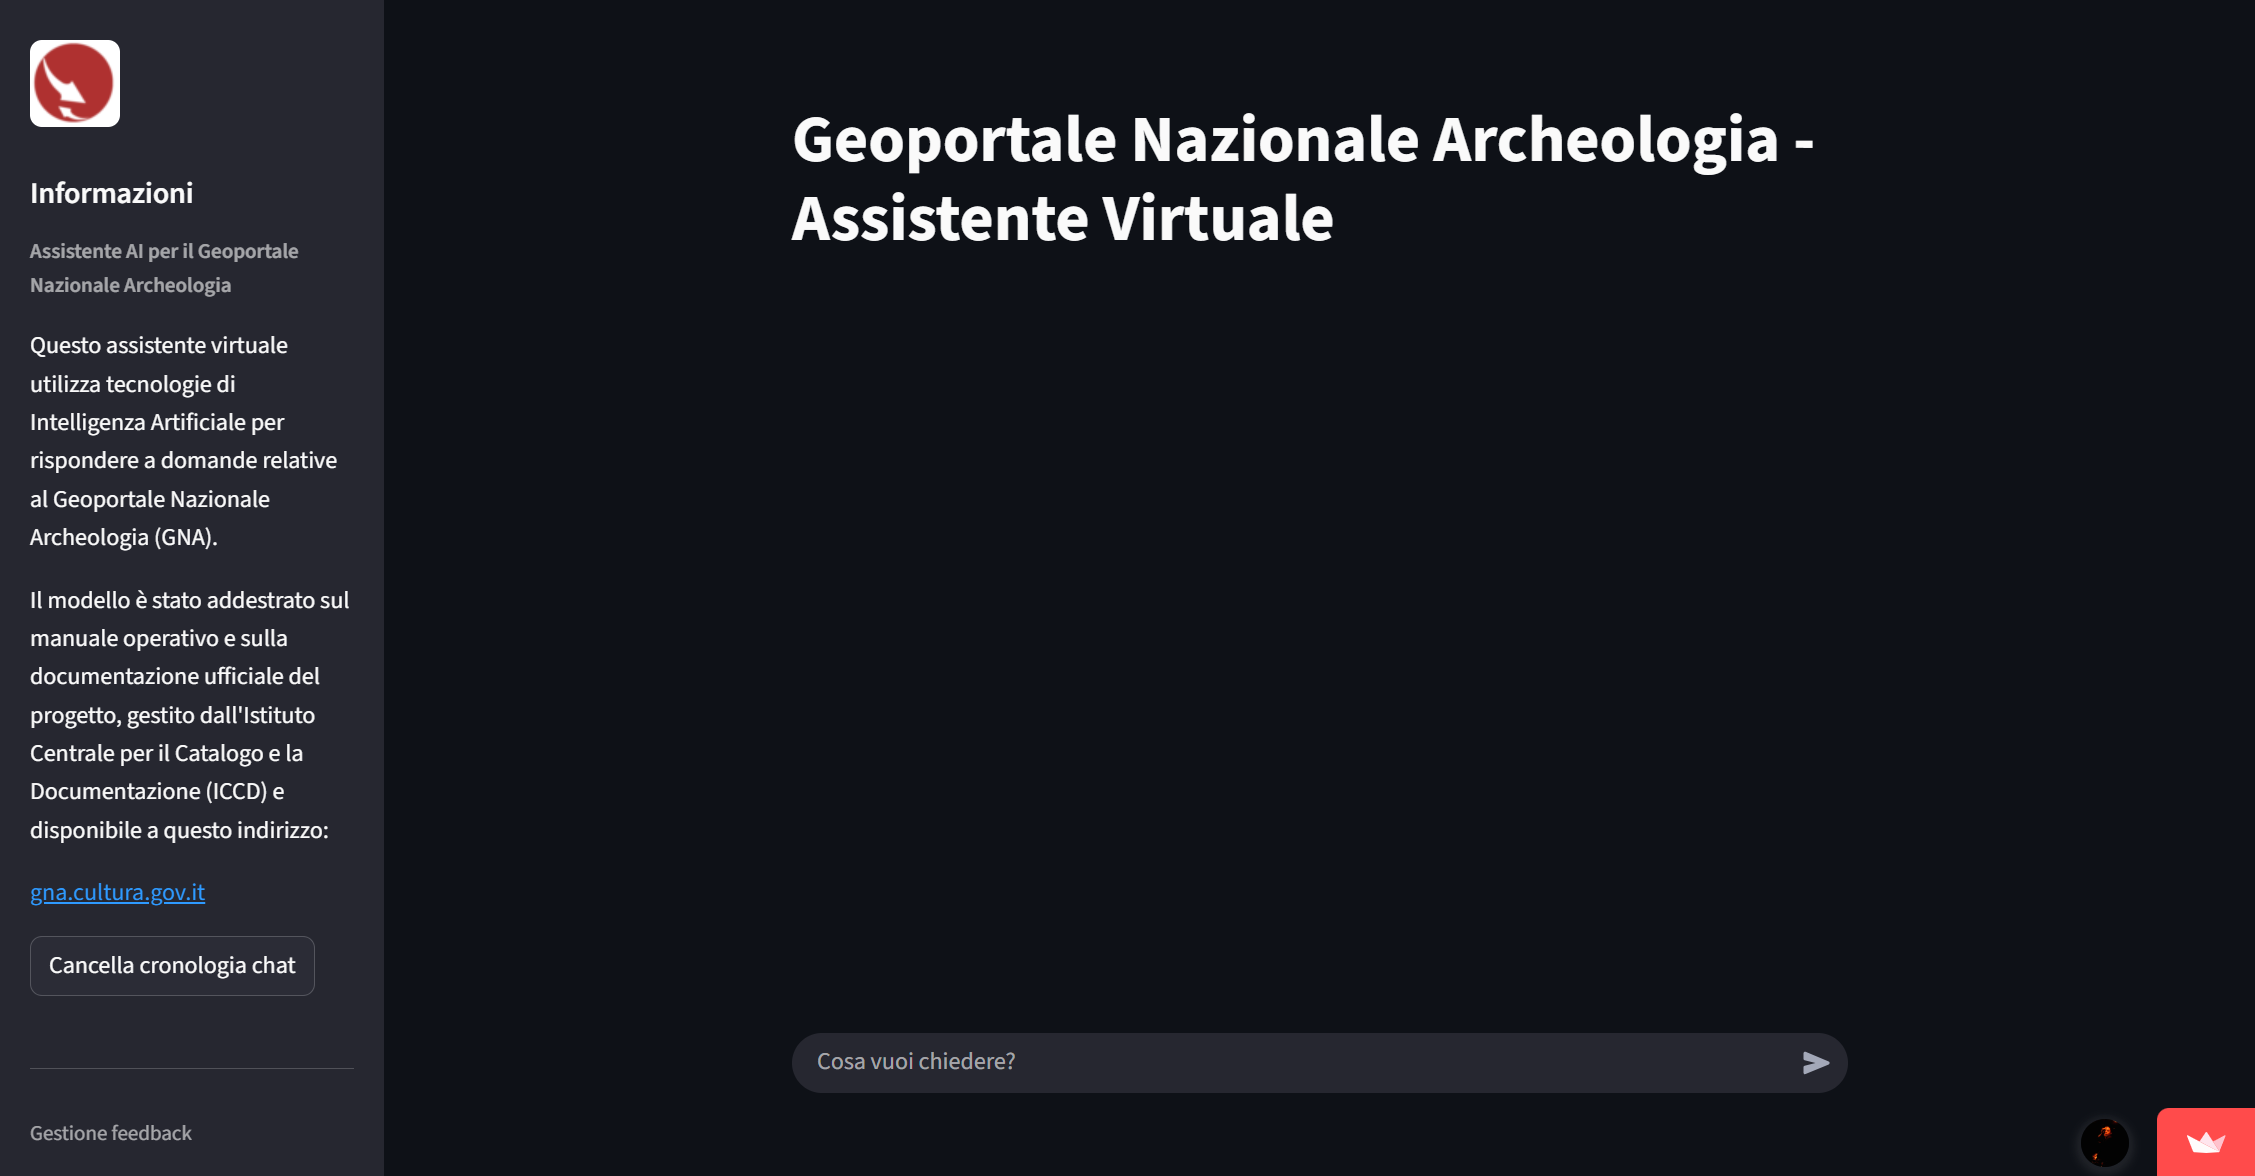 Informazioni
Assistente AI per il Geoportale
Nazionale Archeologia
Questo assistente virtuale
utilizza tecnologie di
Intelligenza Artificiale per
rispondere a domande relative
al Geoportale Nazionale
Archeologia (GNA).
Il modello è stato addestrato sul
manuale operativo e sulla
documentazione ufficiale del
progetto, gestito dall'Istituto
Centrale per il Catalogo e la
Documentazione (ICCD) e
disponibile a questo indirizzo:
gna.cultura.gov.it
Cancella cronologia chat
Gestione feedback
Geoportale Nazionale Archeologia -
Assistente Virtuale
Cosa vuoi chiedere?